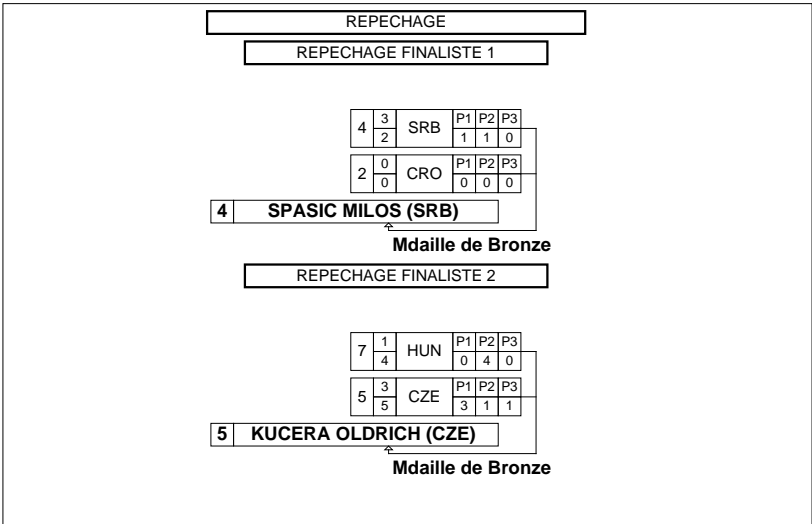 REPECHAGE
REPECHAGE FINALISTE 1
4 3 SRB P1 P2 P3
2 1 1 0
2 0 CRO P1 P2 P3
0 0 0 0
4 SPASIC MILOS (SRB)
Mdaille de Bronze
REPECHAGE FINALISTE 2
7 1 HUN P1 P2 P3
4 0 4 0
5 3 CZE P1 P2 P3
5 3 1 1
5 KUCERA OLDRICH (CZE)
Mdaille de Bronze